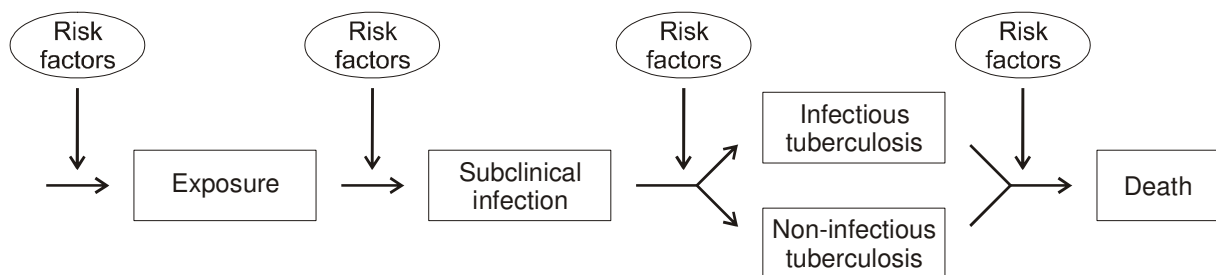 Risk
factors
Risk
factors
Risk
factors
Risk
factors
Exposure
Subclinical
infection
Infectious
tuberculosis
Non-infectious
tuberculosis
Death